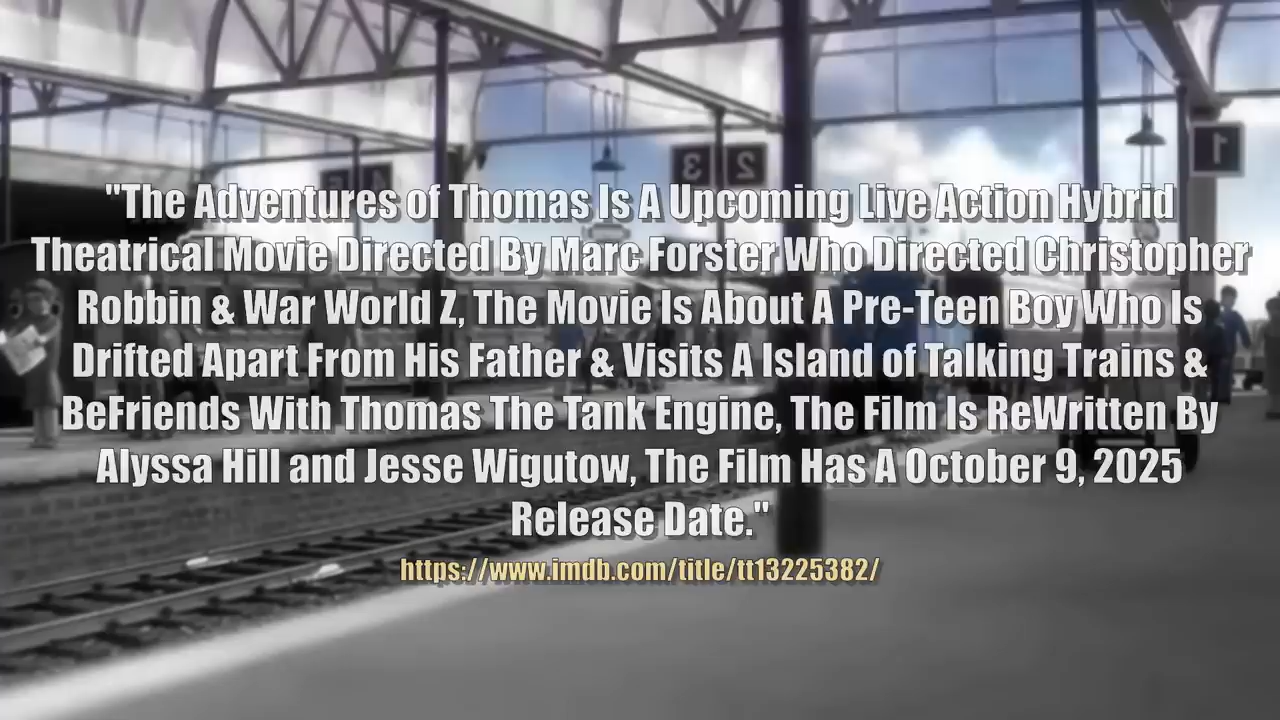 "The Adventures of Thomas Is A Upcoming Live Action Hybrid
Theatrical Movie Directed By Marc Forster Who Directed Christopher
Robbin & War World Z, The Movie Is About A Pre-Teen Boy Who Is
Drifted Apart From His Father & Visits A Island of Talking Trains &
BeFriends With Thomas The Tank Engine, The Film Is ReWritten By
Alyssa Hill and Jesse Wigutow, The Film Has A October 9, 2025
Release Date."
https://www.imdb.com/title/tt13225382/
3 2
1